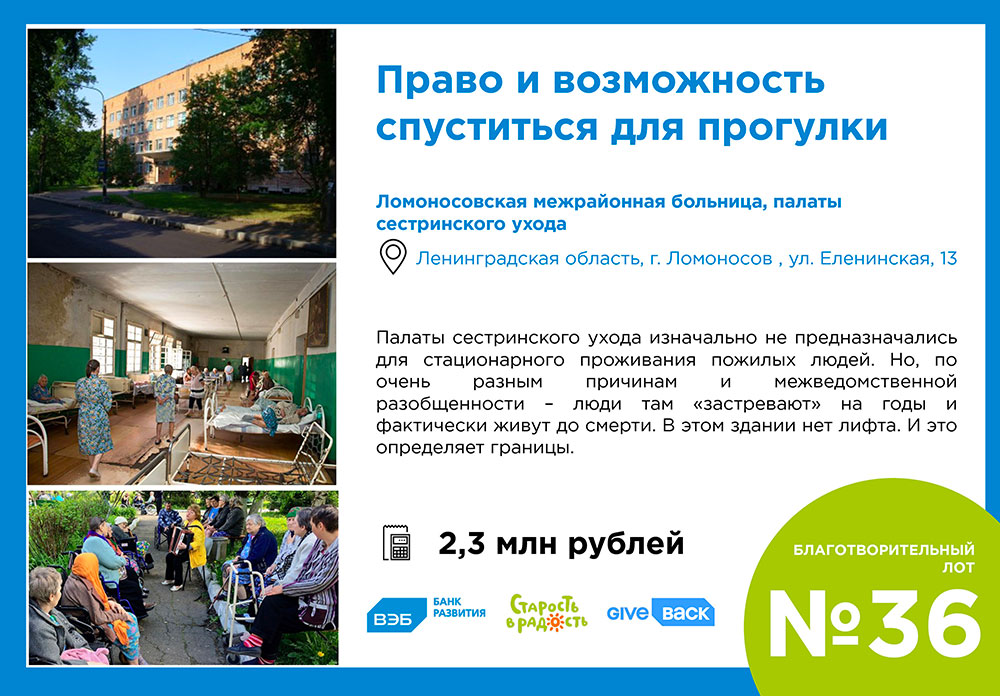 Право и возможность
спуститься для прогулки
Ломоносовская межрайонная больница, палаты
сестринского ухода
Ленинградская область, г. Ломоносов , ул. Еленинская, 13
Палаты сестринского ухода изначально не предназначались
для стационарного проживания пожилых людей. Но, по
очень разным причинам и межведомственной
разобщенности – люди там «застревают» на годы и
фактически живут до смерти. В этом здании нет лифта. И это
определяет границы.
2,3 млн рублей
ВЭБ БАНК
РАЗВИТИЯ
Старость
в радость
GIVE BACK
БЛАГОТВОРИТЕЛЬНЫЙ
ЛОТ
№36